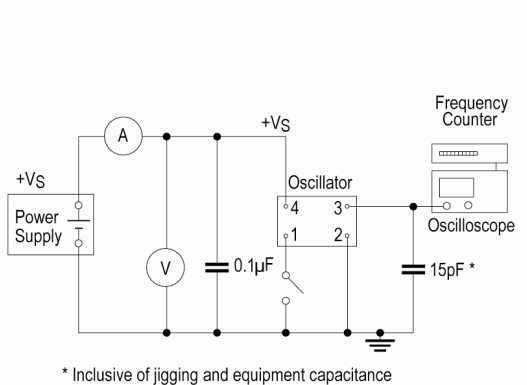 Frequency
Counter
+VS
A
+VS
Oscillator
Power
Supply
4 3
1 2
Oscilloscope
V
0.1µF
15pF *
* Inclusive of jigging and equipment capacitance